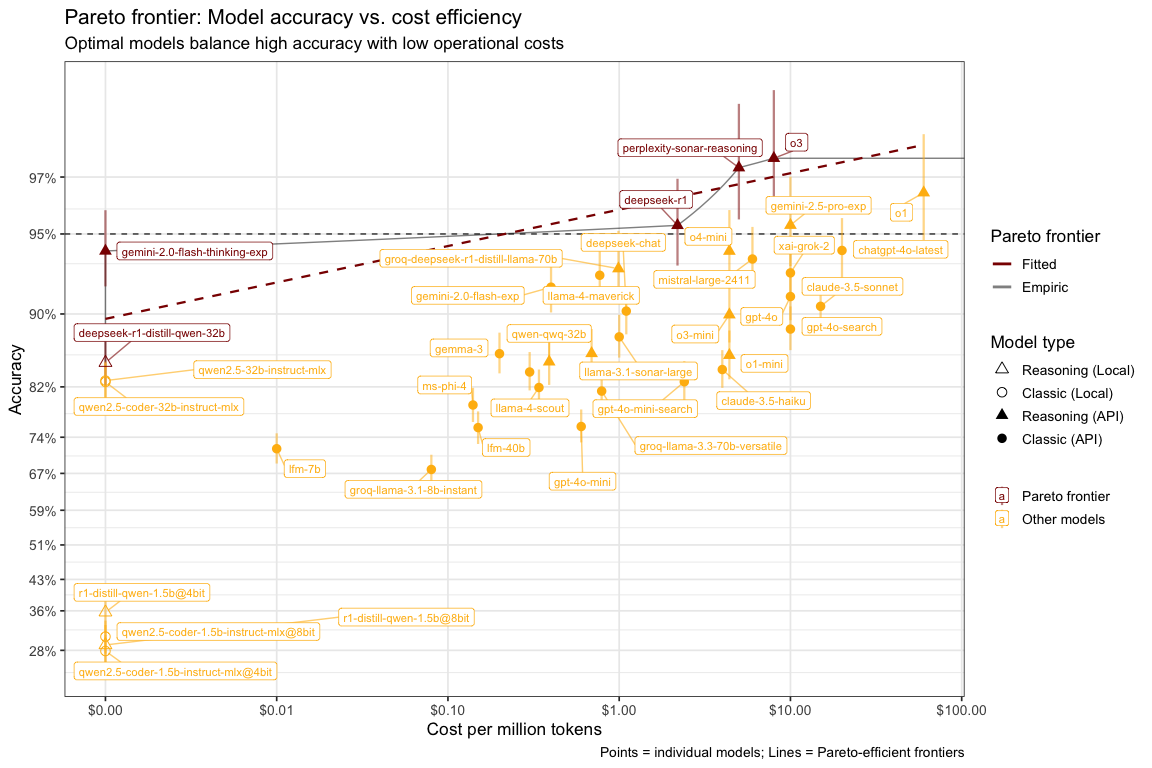 Pareto frontier: Model accuracy vs. cost efficiency
Optimal models balance high accuracy with low operational costs
o3
perplexity-sonar-reasoning
97%
deepseek-r1
gemini-2.5-pro-exp
o1
95%
o4-mini
deepseek-chat
xai-grok-2
chatgpt-4o-latest
gemini-2.0-flash-thinking-exp
groq-deepseek-r1-distill-llama-70b
mistral-large-2411
claude-3.5-sonnet
gemini-2.0-flash-exp
llama-4-maverick
90%
gpt-4o
gpt-4o-search
deepseek-r1-distill-qwen-32b
qwen-qwq-32b
o3-mini
gemma-3
o1-mini
qwen2.5-32b-instruct-mlx
llama-3.1-sonar-large
82%
ms-phi-4
claude-3.5-haiku
qwen2.5-coder-32b-instruct-mlx
llama-4-scout
gpt-4o-mini-search
74%
lfm-40b
groq-llama-3.3-70b-versatile
67%
lfm-7b
gpt-4o-mini
groq-llama-3.1-8b-instant
59%
51%
43%
r1-distill-qwen-1.5b@4bit
36%
r1-distill-qwen-1.5b@8bit
qwen2.5-coder-1.5b-instruct-mlx@8bit
28%
qwen2.5-coder-1.5b-instruct-mlx@4bit
Accuracy
$0.00
$0.01
$0.10
$1.00
$10.00
$100.00
Cost per million tokens
Points = individual models; Lines = Pareto-efficient frontiers
Pareto frontier
Fitted
Empiric
Model type
Reasoning (Local)
Classic (Local)
Reasoning (API)
Classic (API)
a Pareto frontier
a Other models